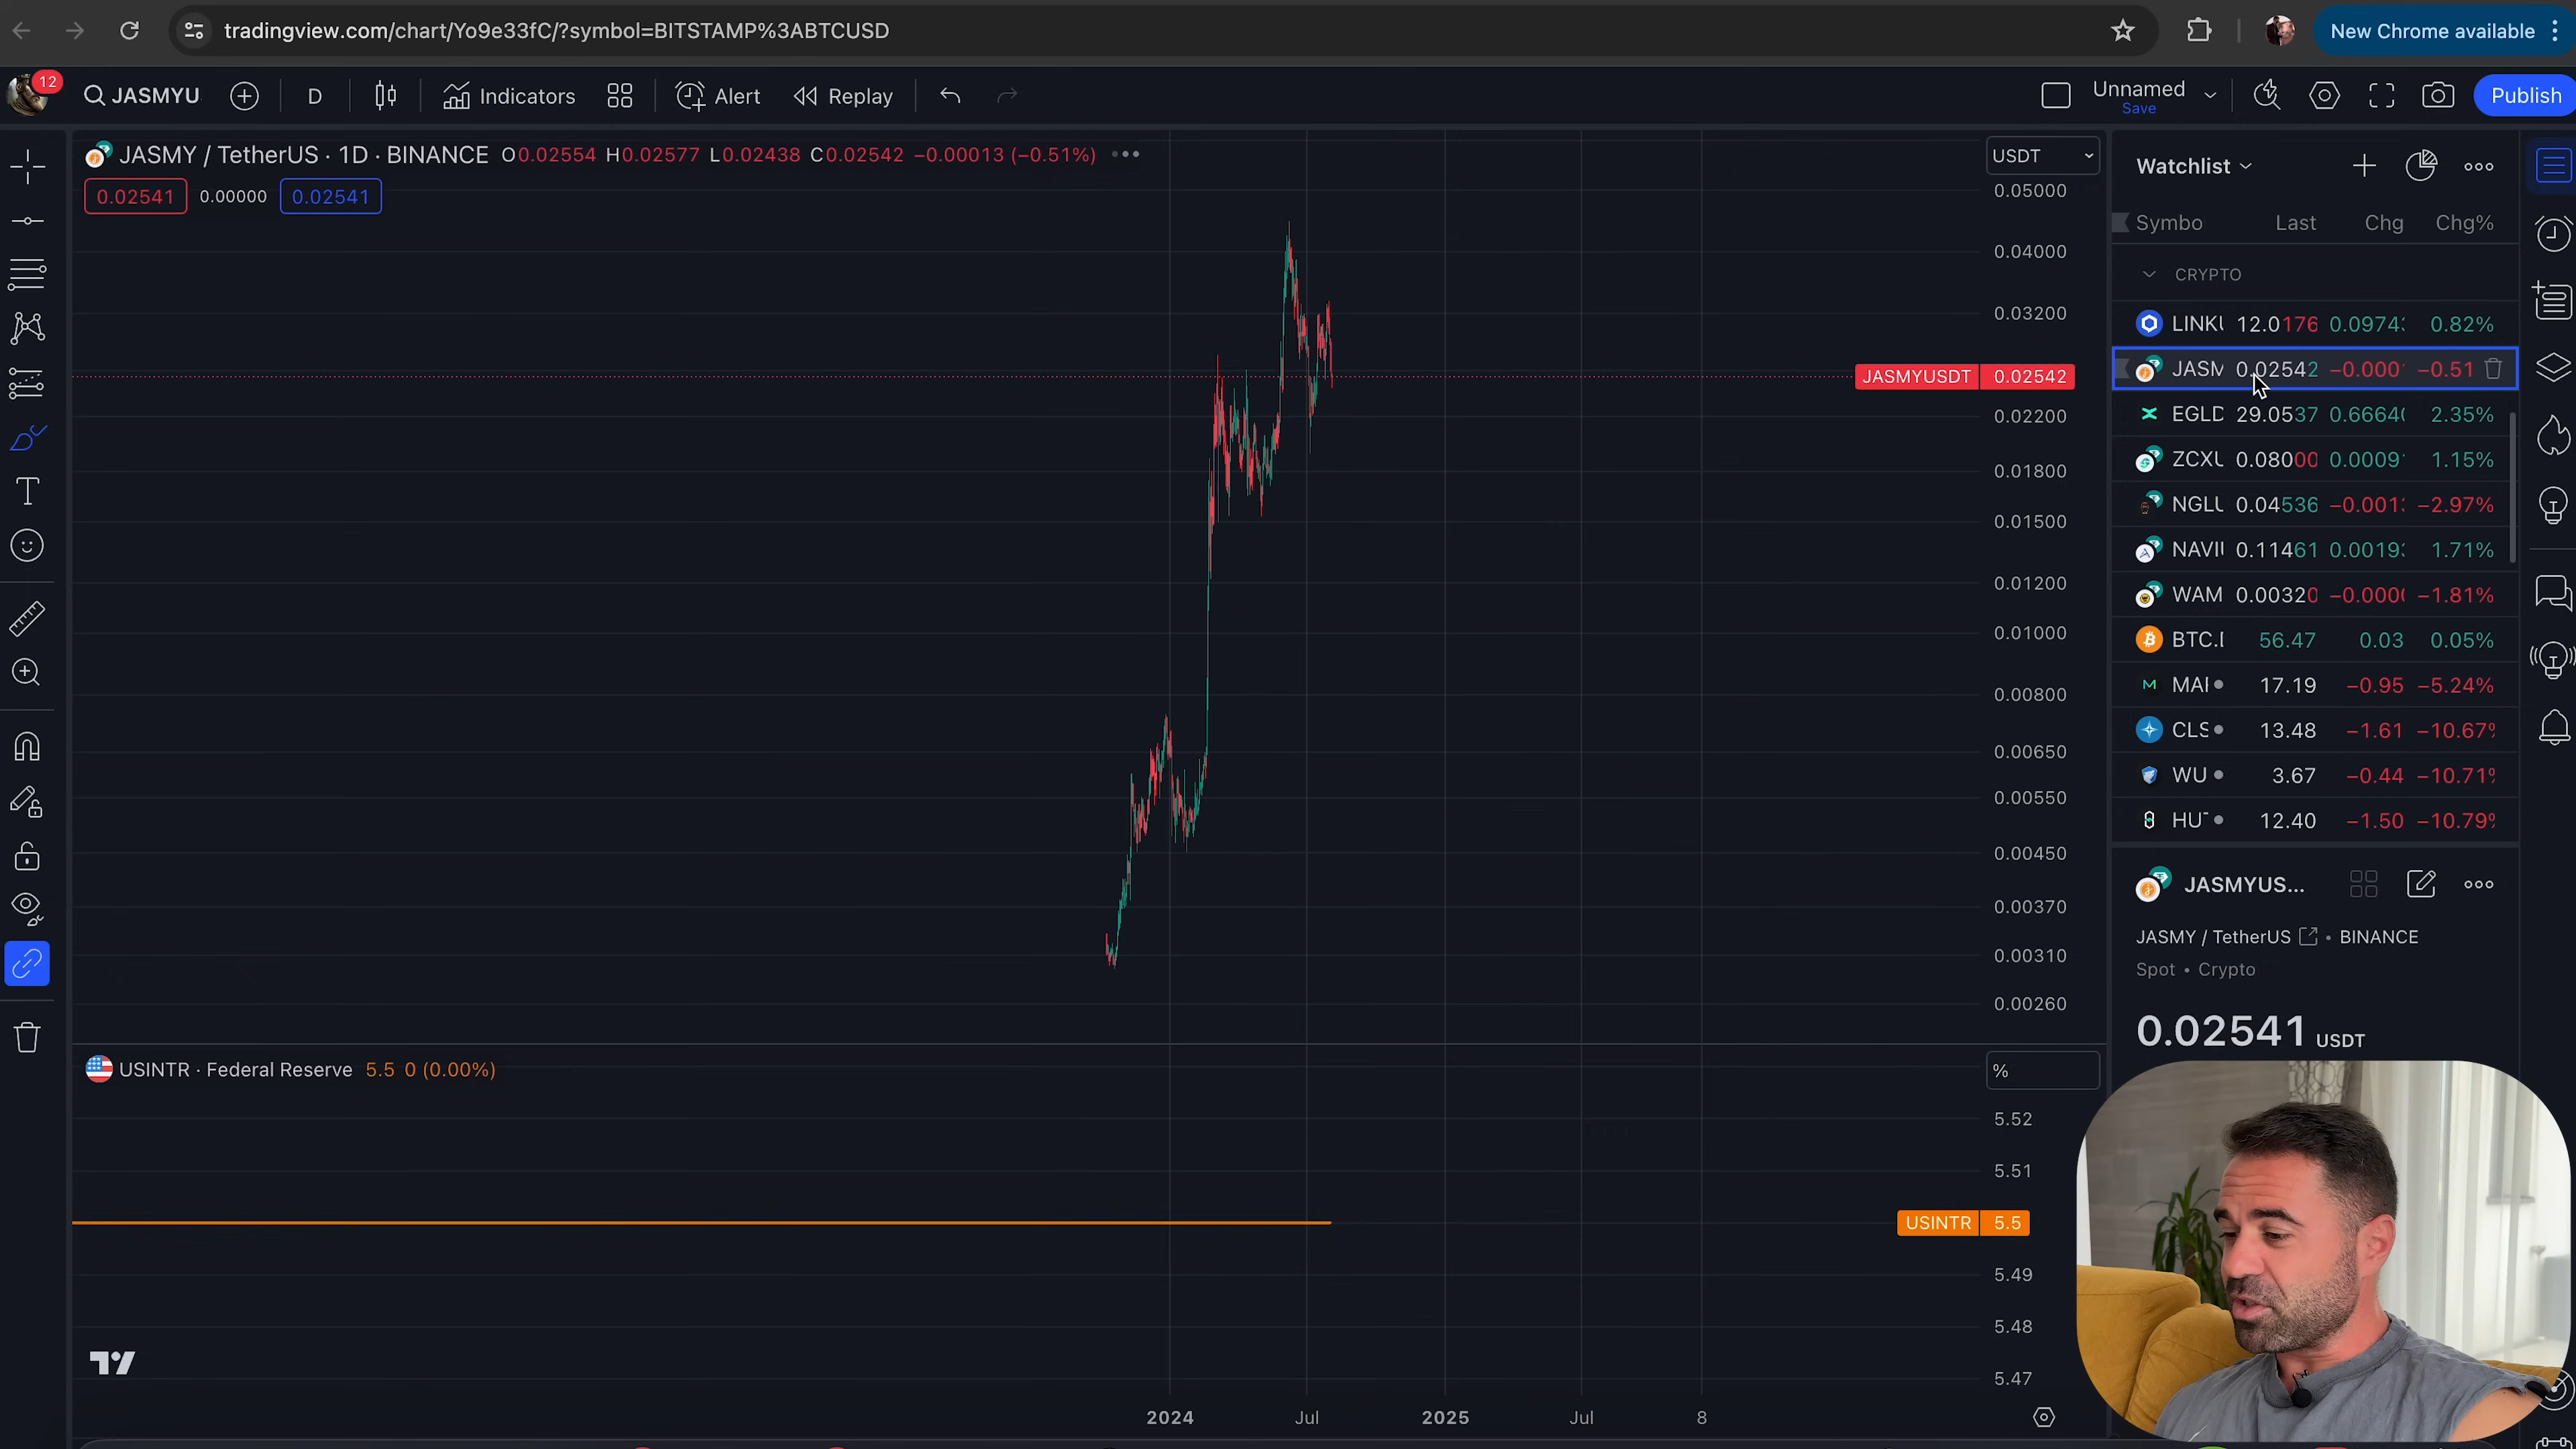 tradingview.com/chart/Yo9e33fC/?symbol=BITSTAMP%3ABTCUSD
New Chrome available
12
JASMYU
D
Indicators
Alert
Replay
Unnamed
Save
Publish
JASMY / TetherUS · 1D · BINANCE O0.02554 H0.02577 L0.02438 C0.02542 −0.00013 (−0.51%)
0.02541 0.00000 0.02541
USDT
0.05000
0.04000
0.03200
JASMYUSDT 0.02542
0.02200
0.01800
0.01500
0.01200
0.01000
0.00800
0.00650
0.00550
0.00450
0.00370
0.00310
0.00260
USINTR · Federal Reserve 5.5 0 (0.00%)
%
5.52
5.51
USINTR 5.5
5.49
5.48
5.47
2024 Jul 2025 Jul 8
Watchlist
Symbo Last Chg Chg%
CRYPTO
LINKU 12.0176 0.0974 0.82%
JASM 0.02542 −0.000 −0.51
EGLD 29.0537 0.6664 2.35%
ZCXU 0.08000 0.0009 1.15%
NGLU 0.04536 −0.001 −2.97%
NAVI 0.11461 0.0019 1.71%
WAM 0.00320 −0.000 −1.81%
BTC. 56.47 0.03 0.05%
MAR 17.19 −0.95 −5.24%
CLS 13.48 −1.61 −10.67%
WU 3.67 −0.44 −10.71%
HUT 12.40 −1.50 −10.79%
JASMYUS...
JASMY / TetherUS • BINANCE
Spot • Crypto
0.02541 USDT